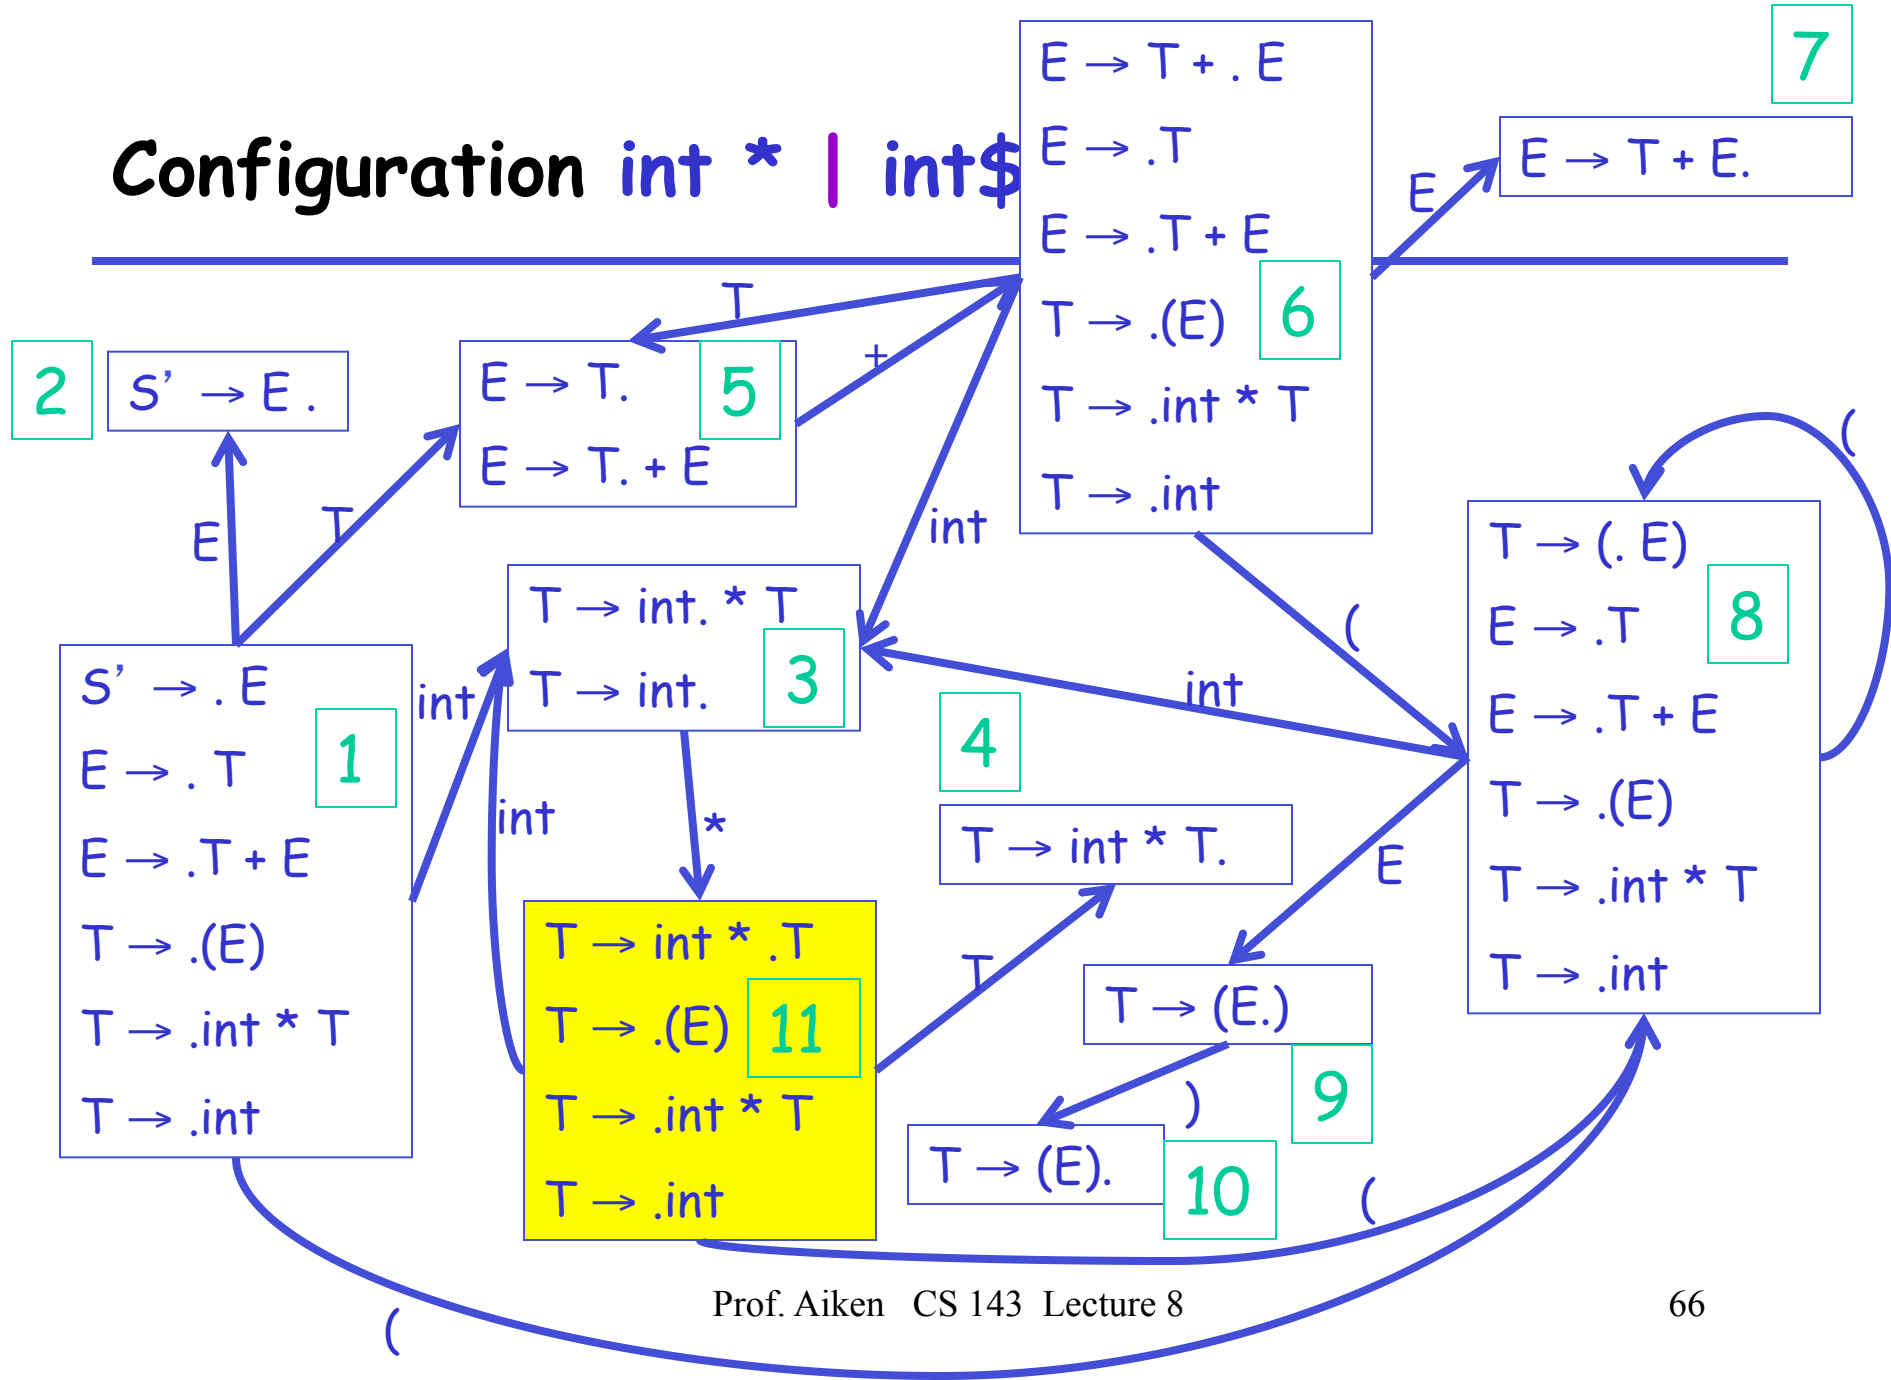 Configuration int * | int$
E → T + . E
E → .T
E → .T + E
T → .(E)
6
T → .int * T
T → .int
7
E → T + E.
E
T
+
2
S’ → E .
E → T.
5
E → T. + E
E
T
int
(
(
T → int. * T
3
T → int.
T → (. E)
E → .T
8
E → .T + E
T → .(E)
T → .int * T
T → .int
S’ → . E
E → . T
1
E → .T + E
T → .(E)
T → .int * T
T → .int
int
int
int
*
4
T → int * T.
E
T
T → int * .T
T → .(E)
11
T → .int * T
T → .int
T → (E.)
9
)
T → (E).
10
(
(
Prof. Aiken CS 143 Lecture 8
66